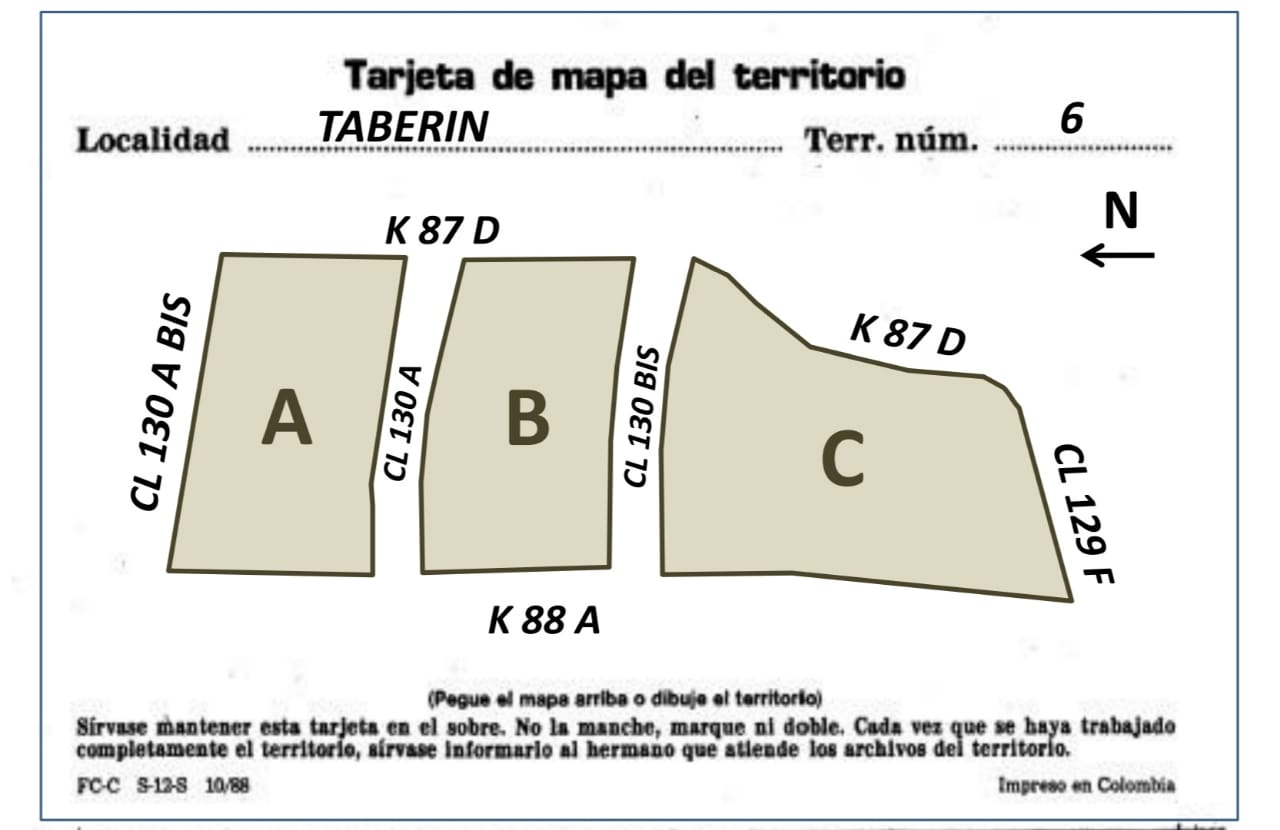 Tarjeta de mapa del territorio
Localidad TABERIN Terr. núm. 6
N
K 87 D
CL 130 A BIS
A
CL 130 A
B
CL 130 BIS
K 87 D
C
CL 129 F
K 88 A
(Pegue el mapa arriba o dibuje el territorio)
Sírvase mantener esta tarjeta en el sobre. No la manche, marque ni doble. Cada vez que se haya trabajado
completamente el territorio, sírvase informarlo al hermano que atiende los archivos del territorio.
FC-C S-12-S 10/88 Impreso en Colombia